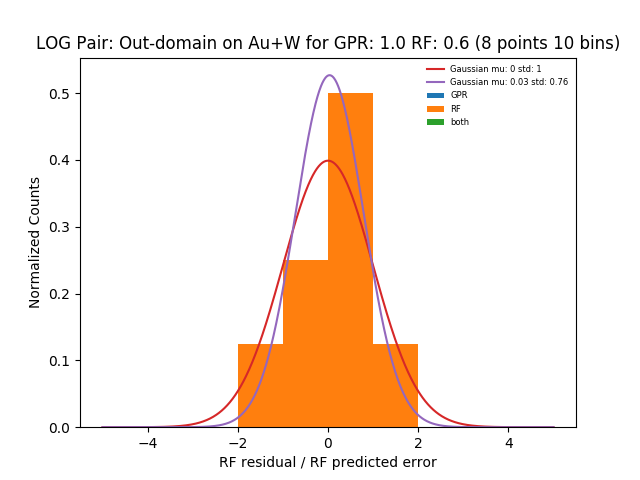 LOG Pair: Out-domain on Au+W for GPR: 1.0 RF: 0.6 (8 points 10 bins)
Gaussian mu: 0 std: 1
Gaussian mu: 0.03 std: 0.76
GPR
RF
both
Normalized Counts
0.5
0.4
0.3
0.2
0.1
0.0
−4 −2 0 2 4
RF residual / RF predicted error